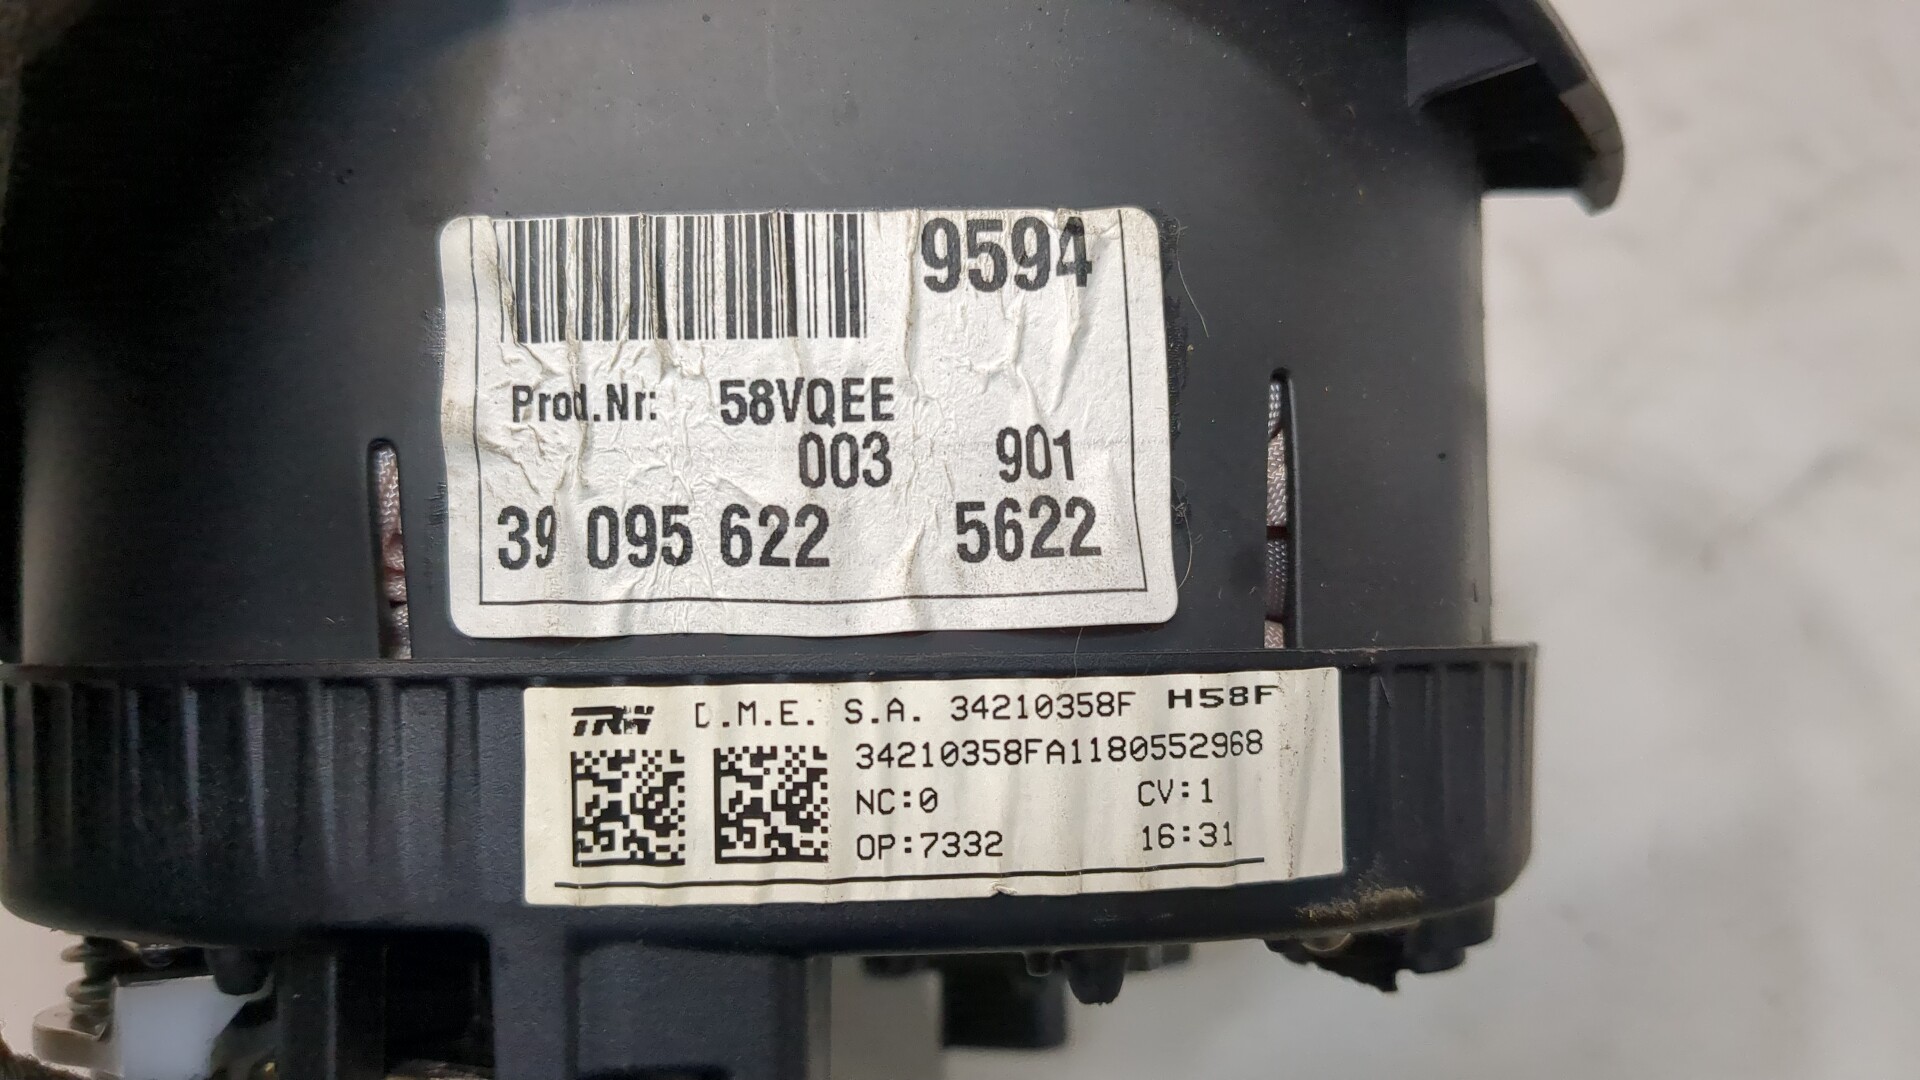 9594
Prod.Nr: 58VQEE
003 901
39 095 622 5622
TRW D.M.E. S.A. 34210358F H58F
34210358FA1180552968
NC:0 CV:1
OP:7332 16:31